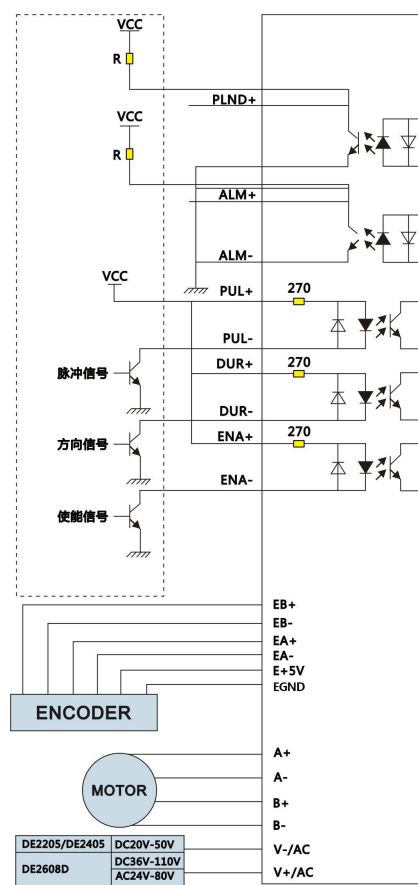 VCC
R
PLND+
VCC
R
ALM+
ALM-
VCC
PUL+ 270
PUL-
脉冲信号
DUR+ 270
DUR-
方向信号
ENA+ 270
ENA-
使能信号
EB+
EB-
EA+
EA-
E+5V
EGND
ENCODER
A+
A-
MOTOR
B+
B-
DE2205/DE2405 DC20V-50V V-/AC
DE2608D DC36V-110V
AC24V-80V V+/AC